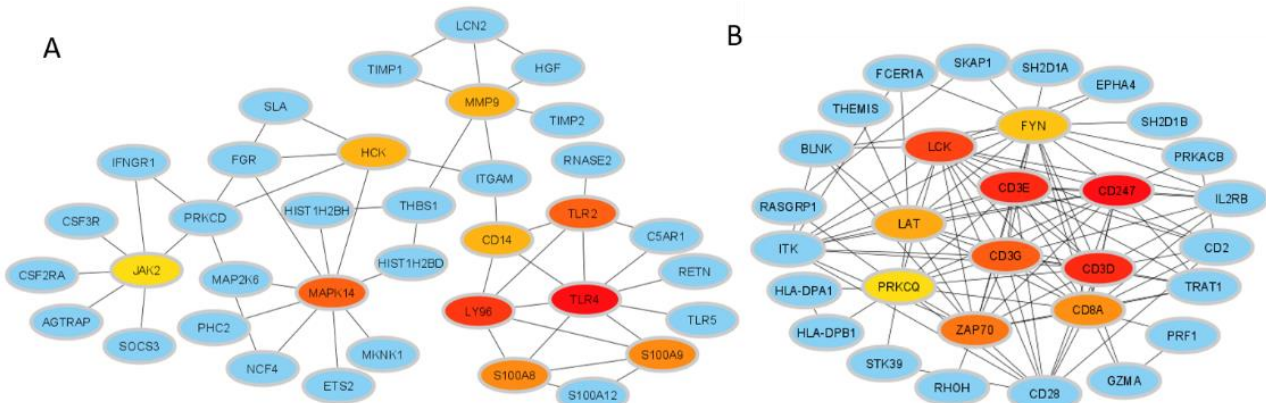 A
LCN2
TIMP1
HGF
MMP9
TIMP2
SLA
HCK
RNASE2
IFNGR1
FGR
ITGAM
CSF3R
PRKCD
HIST1H2BH
THBS1
TLR2
C5AR1
CD14
CSF2RA
JAK2
MAP2K6
HIST1H2BD
RETN
MAPK14
LY96
TLR4
AGTRAP
PHC2
TLR5
SOCS3
NCF4
MKNK1
S100A9
ETS2
S100A8
S100A12
B
SKAP1
SH2D1A
FCER1A
EPHA4
THEMIS
FYN
SH2D1B
BLNK
LCK
PRKACB
CD3E
CD247
IL2RB
RASGRP1
LAT
ITK
CD3G
CD2
CD3D
HLA-DPA1
PRKCQ
TRAT1
CD8A
HLA-DPB1
ZAP70
PRF1
STK39
RHOH
CD28
GZMA